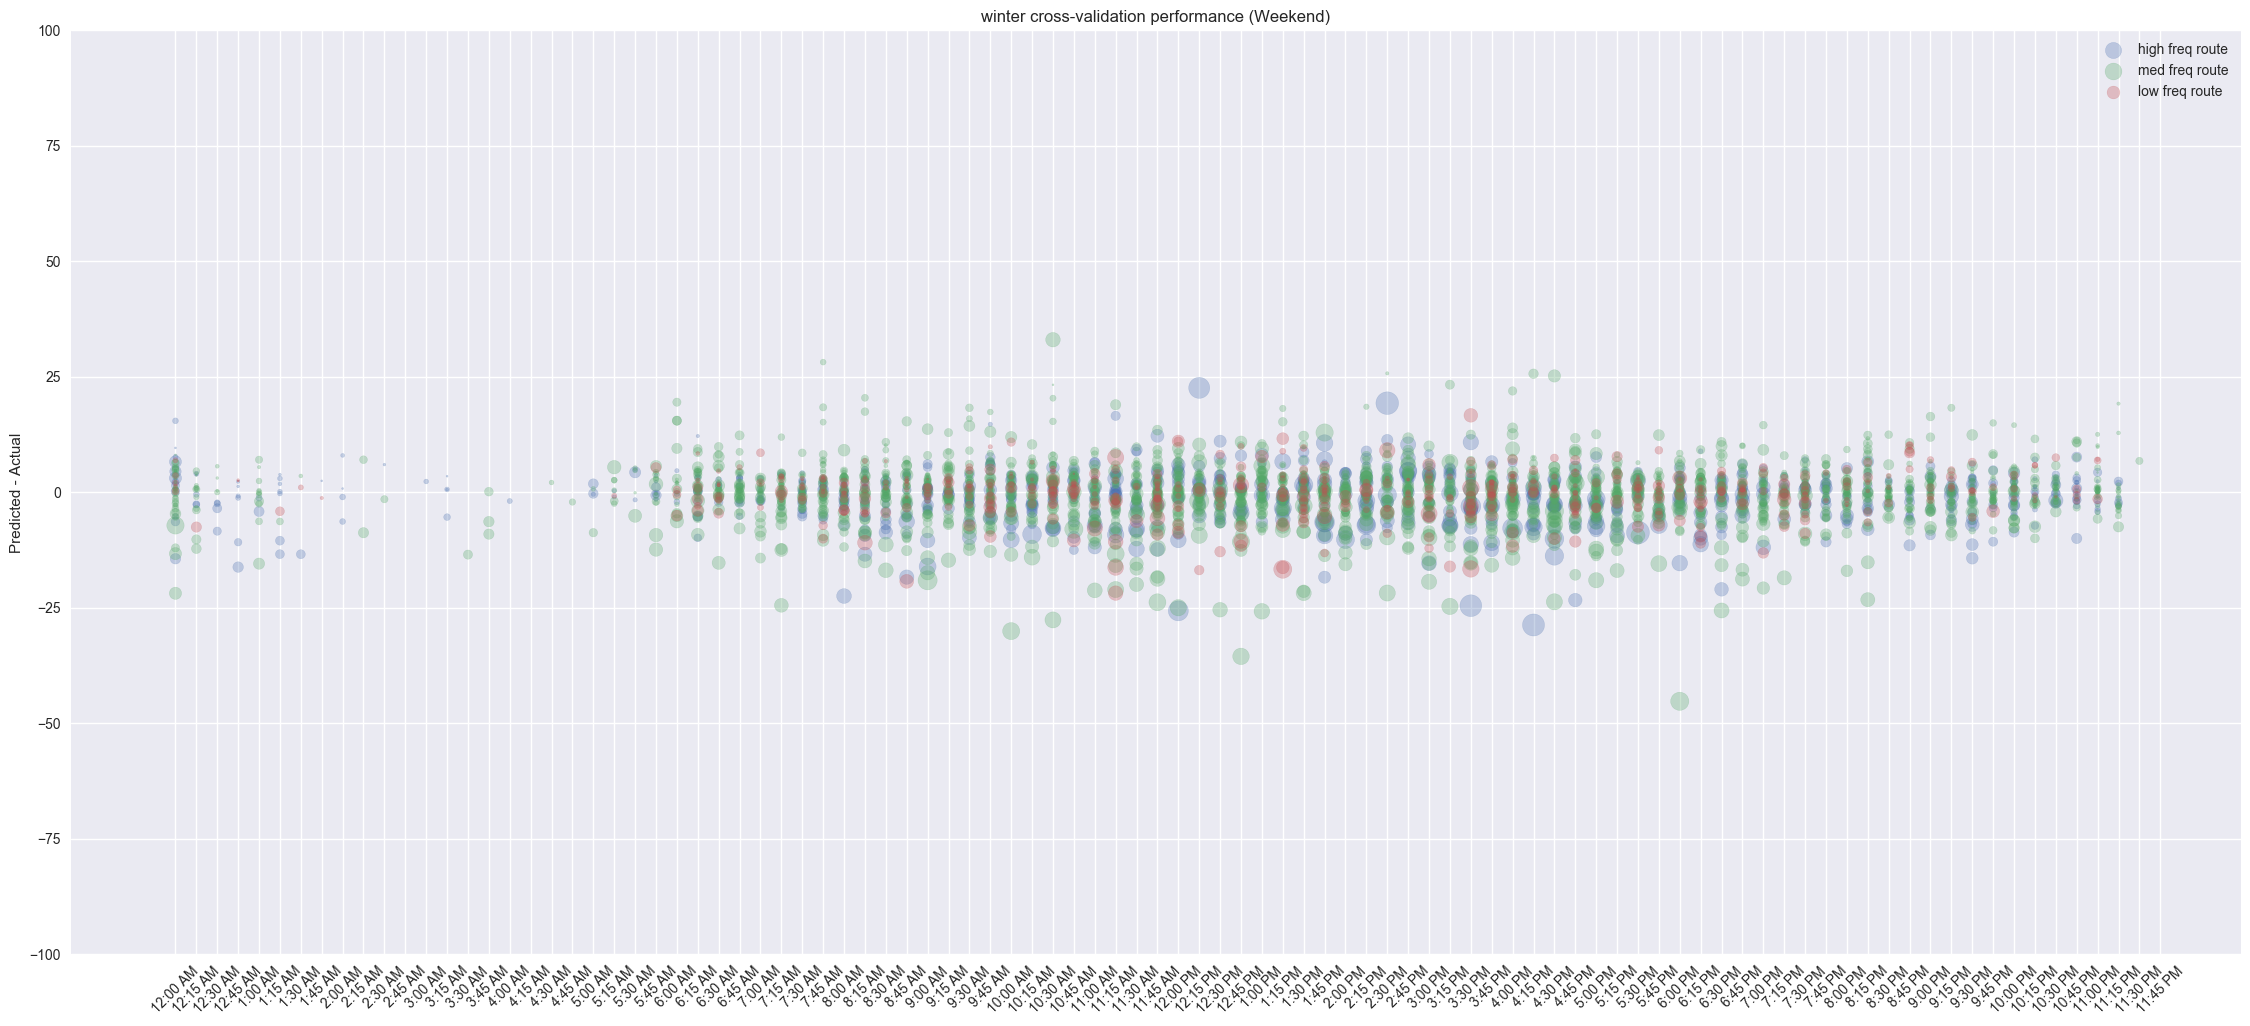 winter cross-validation performance (Weekend)
high freq route
med freq route
low freq route
100
75
50
25
0
−25
−50
−75
−100
Predicted - Actual
12:00 AM
12:15 AM
12:30 AM
12:45 AM
1:00 AM
1:15 AM
1:30 AM
1:45 AM
2:00 AM
2:15 AM
2:30 AM
2:45 AM
3:00 AM
3:15 AM
3:30 AM
3:45 AM
4:00 AM
4:15 AM
4:30 AM
4:45 AM
5:00 AM
5:15 AM
5:30 AM
5:45 AM
6:00 AM
6:15 AM
6:30 AM
6:45 AM
7:00 AM
7:15 AM
7:30 AM
7:45 AM
8:00 AM
8:15 AM
8:30 AM
8:45 AM
9:00 AM
9:15 AM
9:30 AM
9:45 AM
10:00 AM
10:15 AM
10:30 AM
10:45 AM
11:00 AM
11:15 AM
11:30 AM
11:45 AM
12:00 PM
12:15 PM
12:30 PM
12:45 PM
1:00 PM
1:15 PM
1:30 PM
1:45 PM
2:00 PM
2:15 PM
2:30 PM
2:45 PM
3:00 PM
3:15 PM
3:30 PM
3:45 PM
4:00 PM
4:15 PM
4:30 PM
4:45 PM
5:00 PM
5:15 PM
5:30 PM
5:45 PM
6:00 PM
6:15 PM
6:30 PM
6:45 PM
7:00 PM
7:15 PM
7:30 PM
7:45 PM
8:00 PM
8:15 PM
8:30 PM
8:45 PM
9:00 PM
9:15 PM
9:30 PM
9:45 PM
10:00 PM
10:15 PM
10:30 PM
10:45 PM
11:00 PM
11:15 PM
11:30 PM
11:45 PM